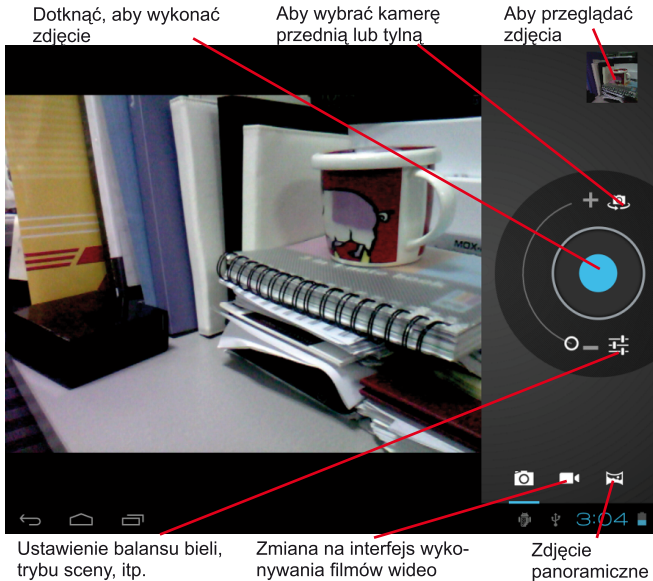 Dotknąć, aby wykonać
zdjęcie
Aby wybrać kamerę
przednią lub tylną
Aby przeglądać
zdjęcia
MOX
3:04
Ustawienie balansu bieli,
trybu sceny, itp.
Zmiana na interfejs wyko-
nywania filmów wideo
Zdjęcie
panoramiczne